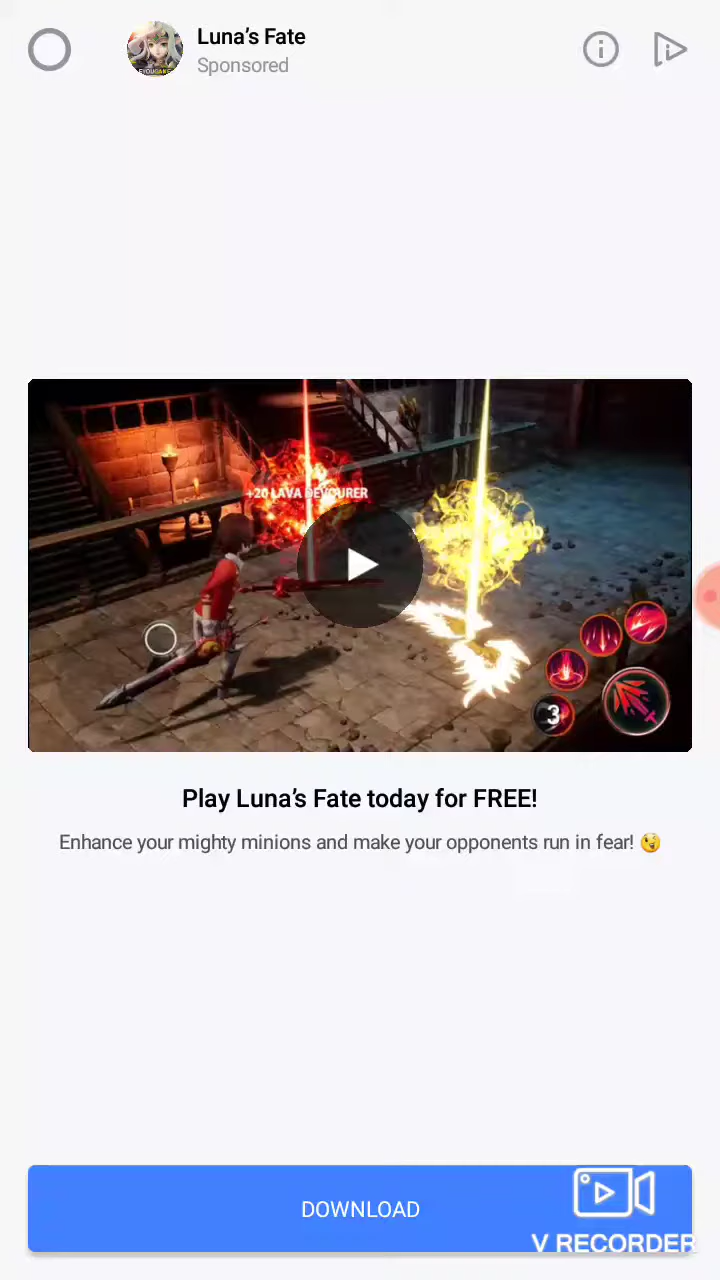 Luna's Fate
Sponsored
+20 LAVA DEVOURER
3
Play Luna's Fate today for FREE!
Enhance your mighty minions and make your opponents run in fear! 😉
DOWNLOAD
V RECORDER